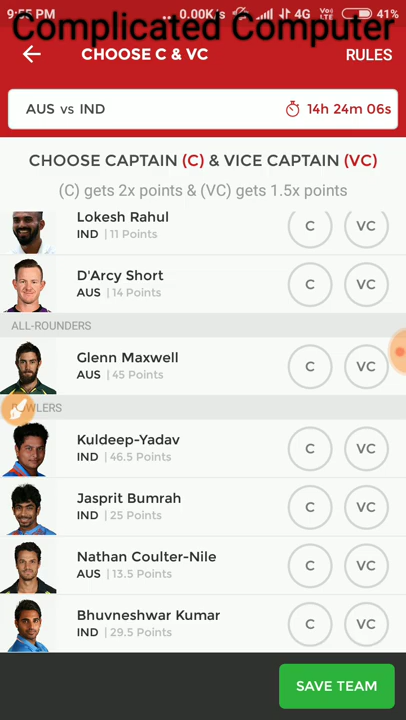 9:55 PM
0.00K/s
4G
41%
Complicated Computer
CHOOSE C & VC
RULES
AUS vs IND
14h 24m 06s
CHOOSE CAPTAIN (C) & VICE CAPTAIN (VC)
(C) gets 2x points & (VC) gets 1.5x points
Lokesh Rahul
IND | 11 Points
C VC
D'Arcy Short
AUS | 14 Points
C VC
ALL-ROUNDERS
Glenn Maxwell
AUS | 45 Points
C VC
BOWLERS
Kuldeep-Yadav
IND | 46.5 Points
C VC
Jasprit Bumrah
IND | 25 Points
C VC
Nathan Coulter-Nile
AUS | 13.5 Points
C VC
Bhuvneshwar Kumar
IND | 29.5 Points
C VC
SAVE TEAM